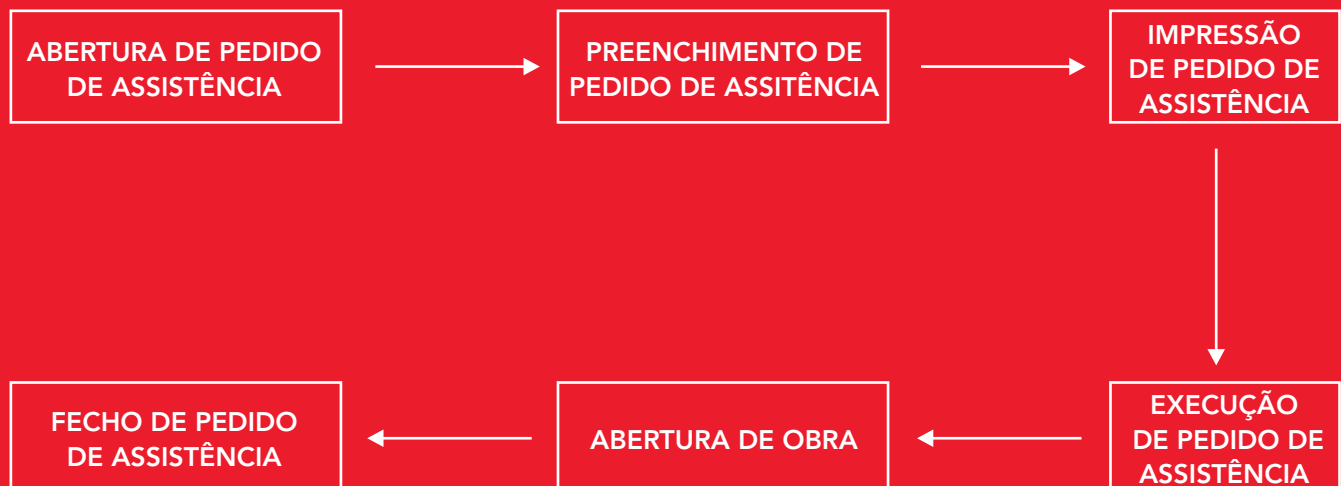 ABERTURA DE PEDIDO
DE ASSISTÊNCIA
PREENCHIMENTO DE
PEDIDO DE ASSITÊNCIA
IMPRESSÃO
DE PEDIDO DE
ASSISTÊNCIA
EXECUÇÃO
DE PEDIDO DE
ASSISTÊNCIA
ABERTURA DE OBRA
FECHO DE PEDIDO
DE ASSISTÊNCIA